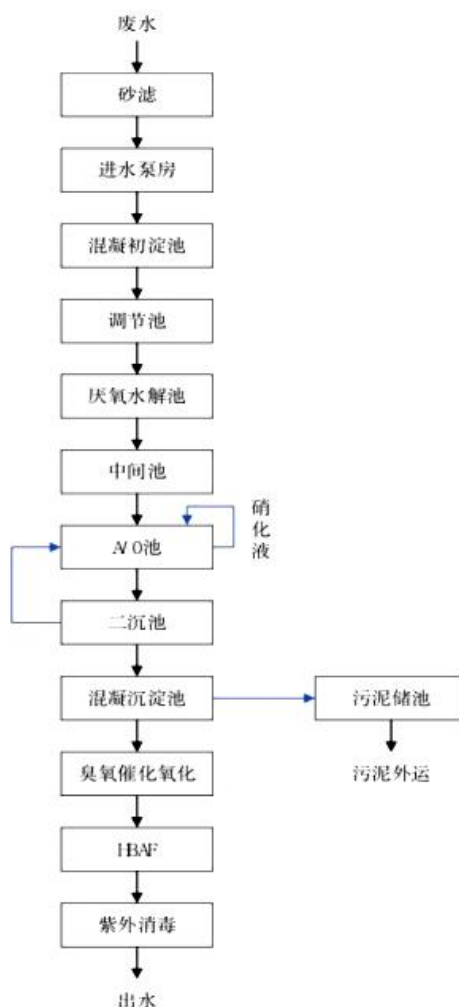 废水
砂滤
进水泵房
混凝初淀池
调节池
厌氧水解池
中间池
A/O池
硝化液
二沉池
混凝沉淀池
污泥储池
臭氧催化氧化
污泥外运
HBAF
紫外消毒
出水